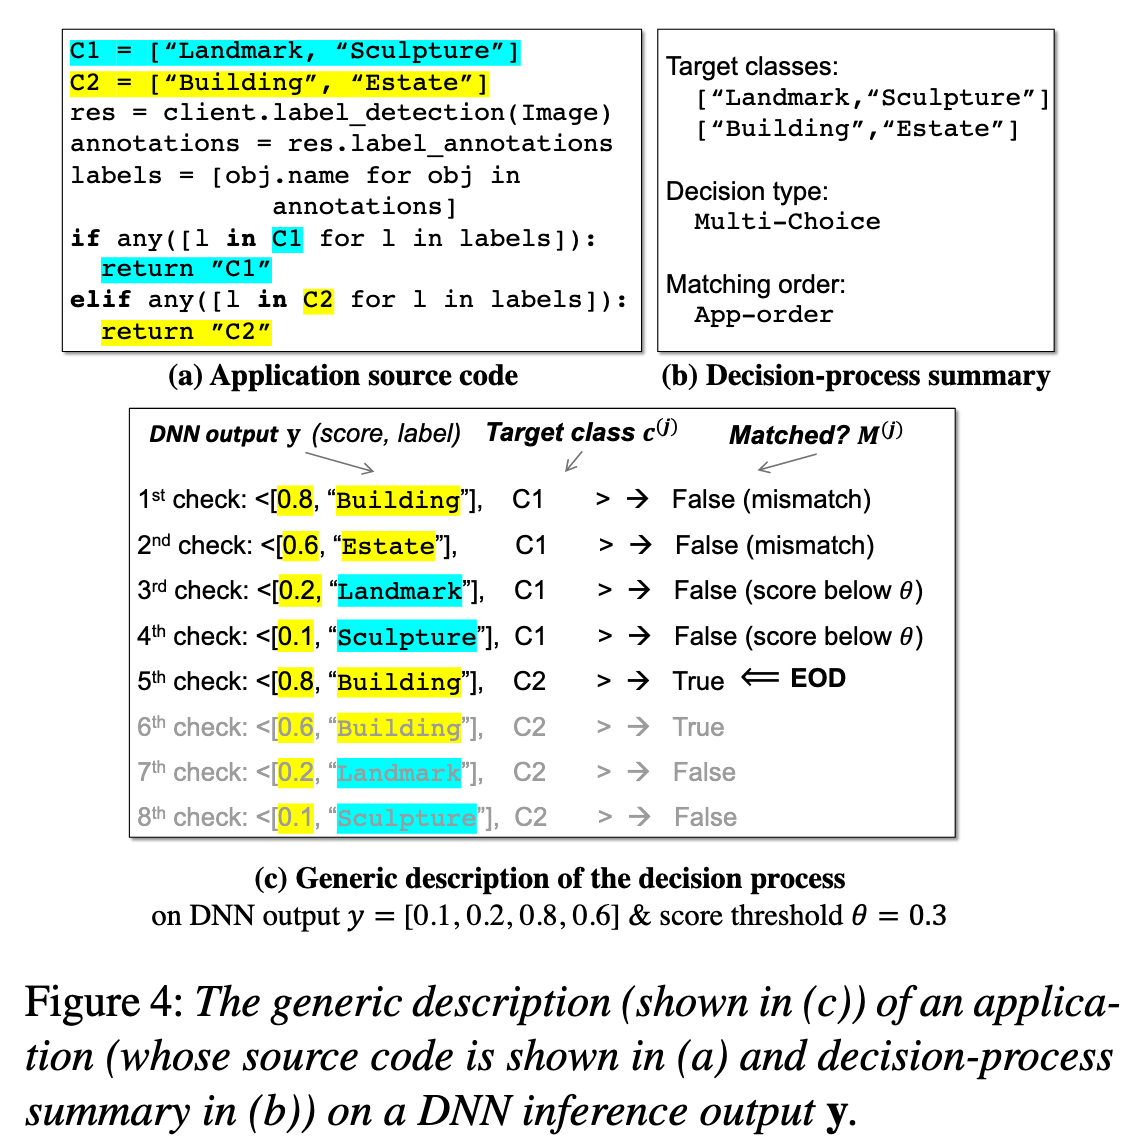 C1 = [“Landmark, “Sculpture”]
C2 = [“Building”, “Estate”]
res = client.label_detection(Image)
annotations = res.label_annotations
labels = [obj.name for obj in
annotations]
if any([l in C1 for l in labels]):
return ”C1”
elif any([l in C2 for l in labels]):
return ”C2”
(a) Application source code
Target classes:
[“Landmark,“Sculpture”]
[“Building”,“Estate”]
Decision type:
Multi-Choice
Matching order:
App-order
(b) Decision-process summary
DNN output y (score, label) Target class c^(j) Matched? M^(j)
1st check: <[0.8, “Building”], C1 > → False (mismatch)
2nd check: <[0.6, “Estate”], C1 > → False (mismatch)
3rd check: <[0.2, “Landmark”], C1 > → False (score below θ)
4th check: <[0.1, “Sculpture”], C1 > → False (score below θ)
5th check: <[0.8, “Building”], C2 > → True ⟸ EOD
6th check: <[0.6, “Building”], C2 > → True
7th check: <[0.2, “Landmark”], C2 > → False
8th check: <[0.1, “Sculpture”], C2 > → False
(c) Generic description of the decision process
on DNN output y = [0.1, 0.2, 0.8, 0.6] & score threshold θ = 0.3
Figure 4: The generic description (shown in (c)) of an applica-
tion (whose source code is shown in (a) and decision-process
summary in (b)) on a DNN inference output y.